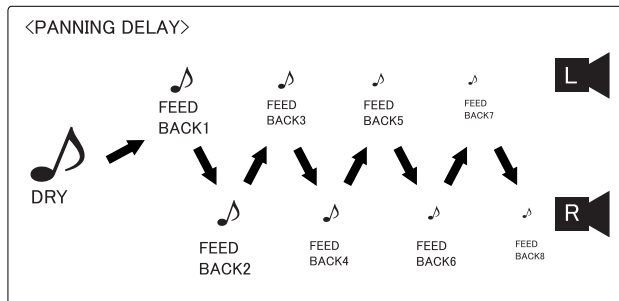 <PANNING DELAY>
FEED
BACK1
FEED
BACK3
FEED
BACK5
FEED
BACK7
L
DRY
FEED
BACK2
FEED
BACK4
FEED
BACK6
FEED
BACK8
R